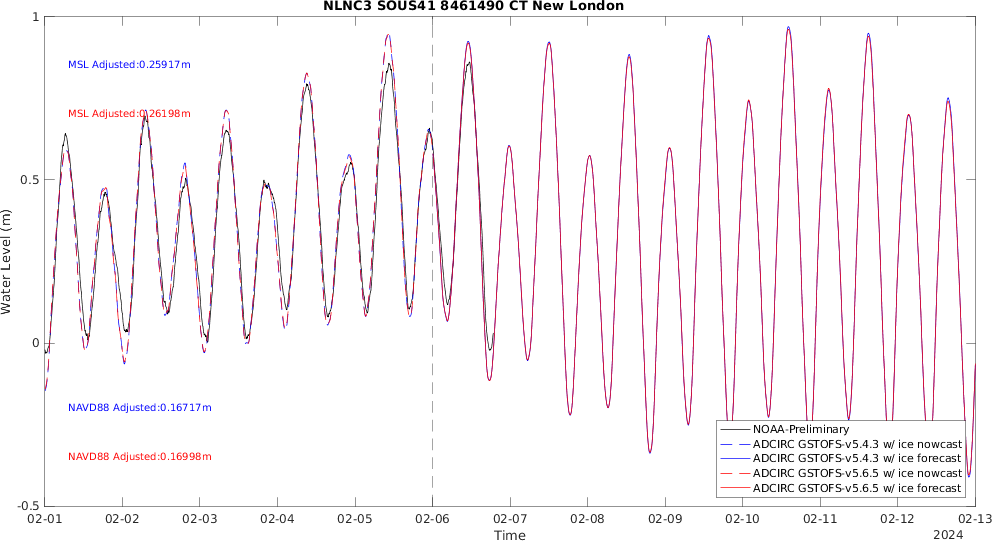 NLNC3 SOUS41 8461490 CT New London
1
0.5
0
-0.5
Water Level (m)
MSL Adjusted:0.25917m
MSL Adjusted:0.26198m
NAVD88 Adjusted:0.16717m
NAVD88 Adjusted:0.16998m
NOAA-Preliminary
ADCIRC GSTOFS-v5.4.3 w/ ice nowcast
ADCIRC GSTOFS-v5.4.3 w/ ice forecast
ADCIRC GSTOFS-v5.6.5 w/ ice nowcast
ADCIRC GSTOFS-v5.6.5 w/ ice forecast
02-01 02-02 02-03 02-04 02-05 02-06 02-07 02-08 02-09 02-10 02-11 02-12 02-13
Time
2024